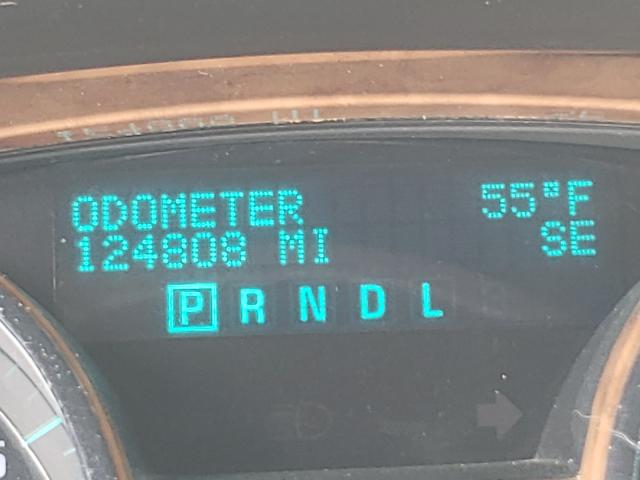 ODOMETER 55°F
124808 MI SE
P R N D L